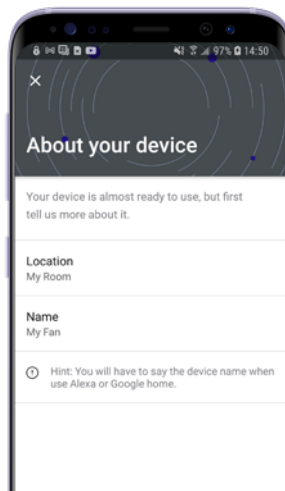 97% 14:50
About your device
Your device is almost ready to use, but first
tell us more about it.
Location
My Room
Name
My Fan
Hint: You will have to say the device name when
use Alexa or Google home.